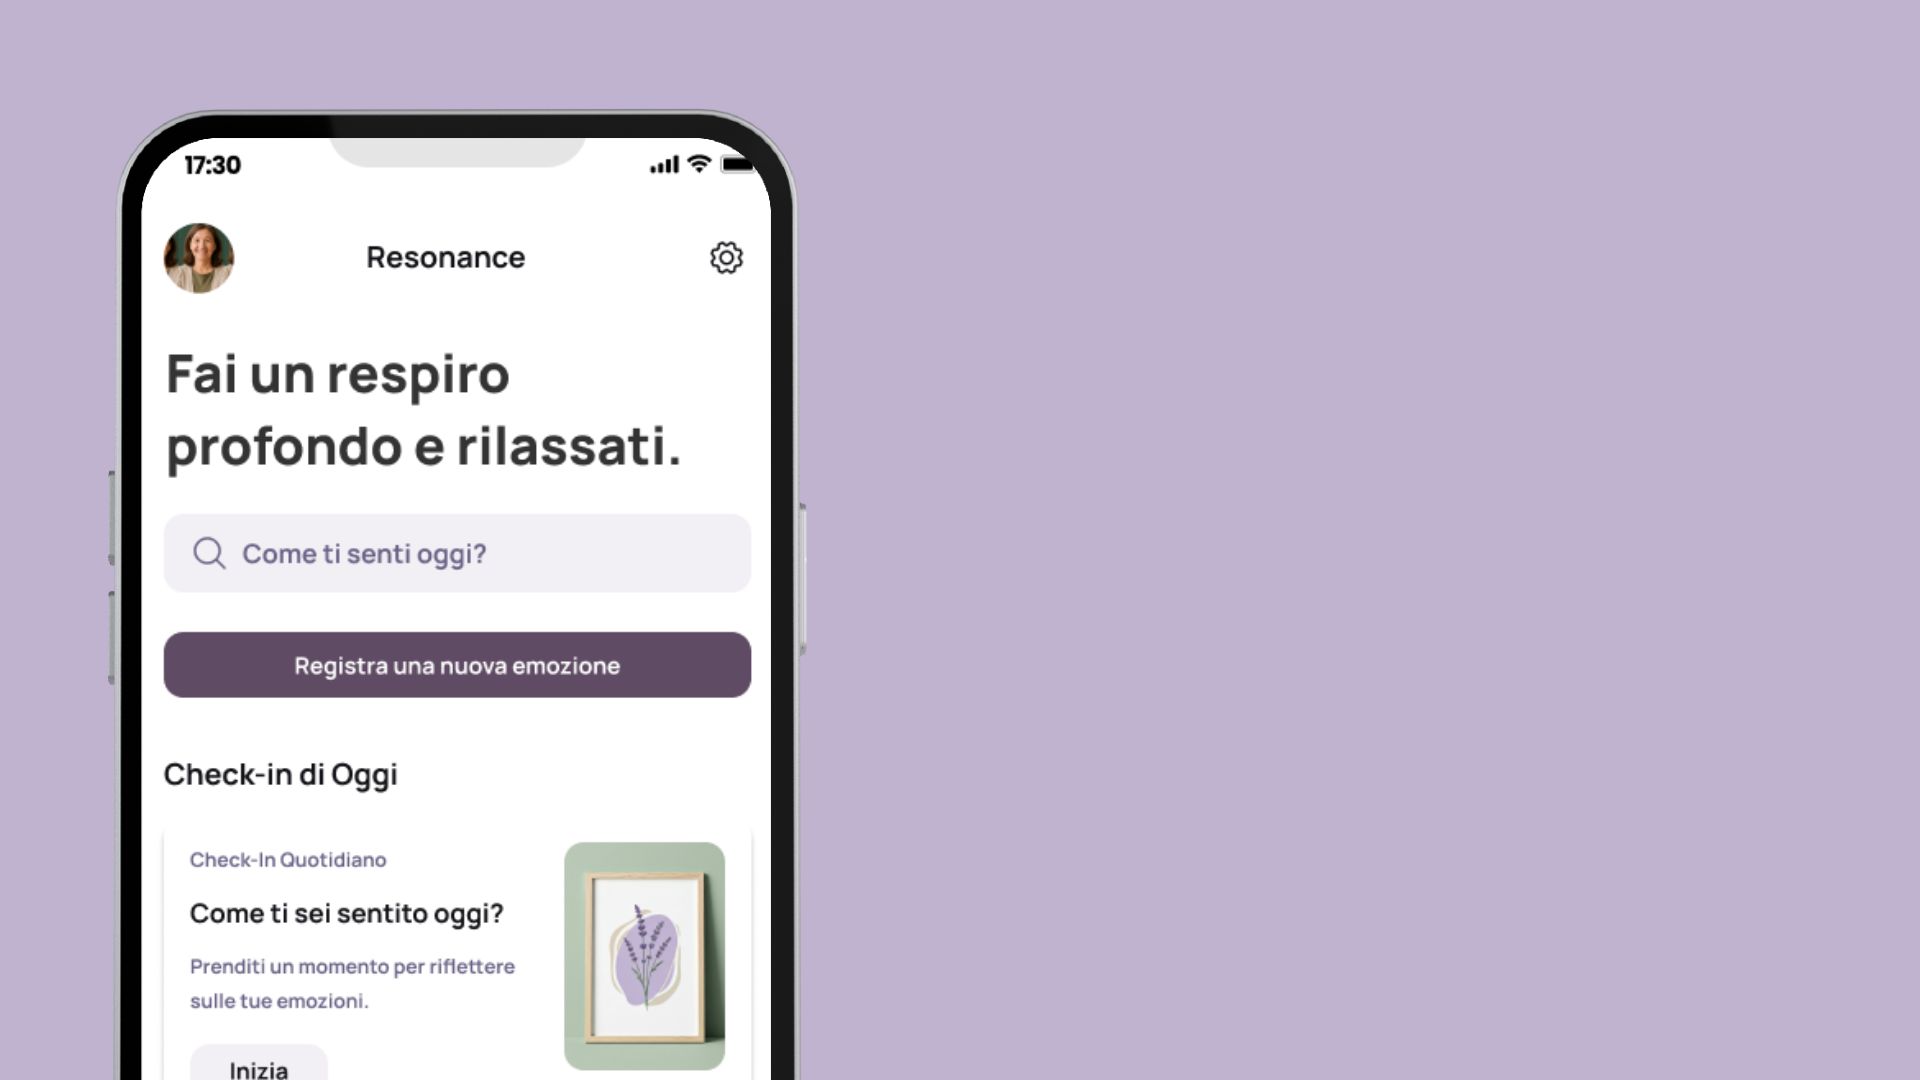 17:30
Resonance
Fai un respiro
profondo e rilassati.
Come ti senti oggi?
Registra una nuova emozione
Check-in di Oggi
Check-In Quotidiano
Come ti sei sentito oggi?
Prenditi un momento per riflettere
sulle tue emozioni.
Inizia